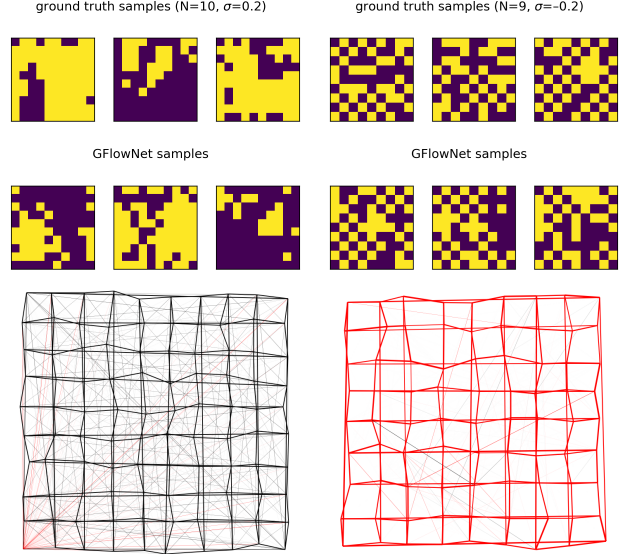 ground truth samples (N=10, σ=0.2)
ground truth samples (N=9, σ=–0.2)
GFlowNet samples
GFlowNet samples